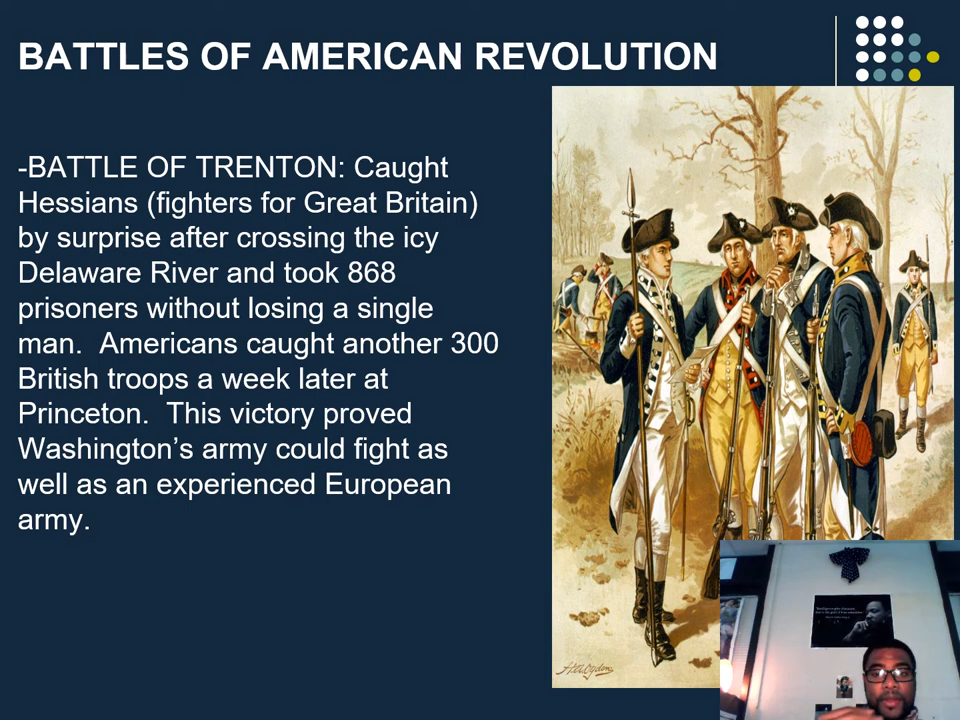 BATTLES OF AMERICAN REVOLUTION
-BATTLE OF TRENTON: Caught
Hessians (fighters for Great Britain)
by surprise after crossing the icy
Delaware River and took 868
prisoners without losing a single
man.  Americans caught another 300
British troops a week later at
Princeton.  This victory proved
Washington's army could fight as
well as an experienced European
army.
H.A.Ogden